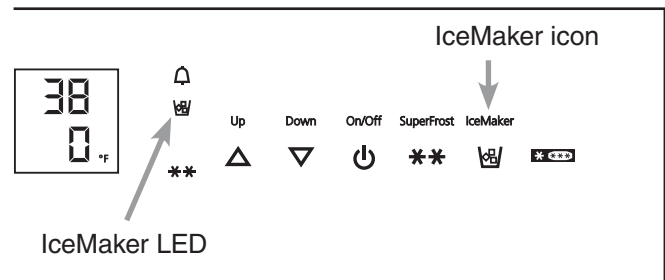 IceMaker icon
38
0 °F
Up Down On/Off SuperFrost IceMaker
IceMaker LED